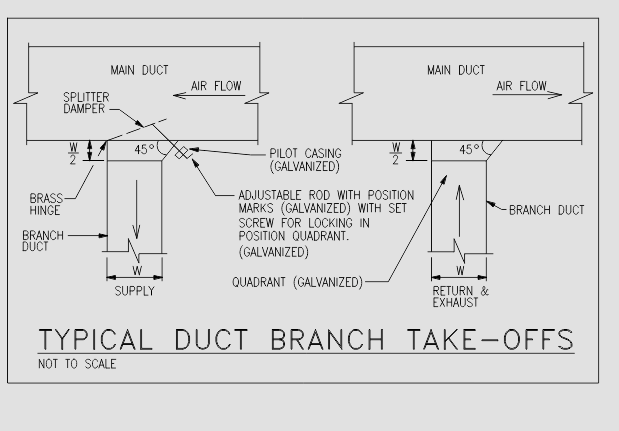 MAIN DUCT
AIR FLOW
SPLITTER
DAMPER
W
2
45°
BRASS
HINGE
BRANCH
DUCT
W
SUPPLY
PILOT CASING
(GALVANIZED)
ADJUSTABLE ROD WITH POSITION
MARKS (GALVANIZED) WITH SET
SCREW FOR LOCKING IN
POSITION QUADRANT.
(GALVANIZED)
QUADRANT (GALVANIZED)
MAIN DUCT
AIR FLOW
W
2
45°
BRANCH DUCT
W
RETURN &
EXHAUST
TYPICAL DUCT BRANCH TAKE-OFFS
NOT TO SCALE